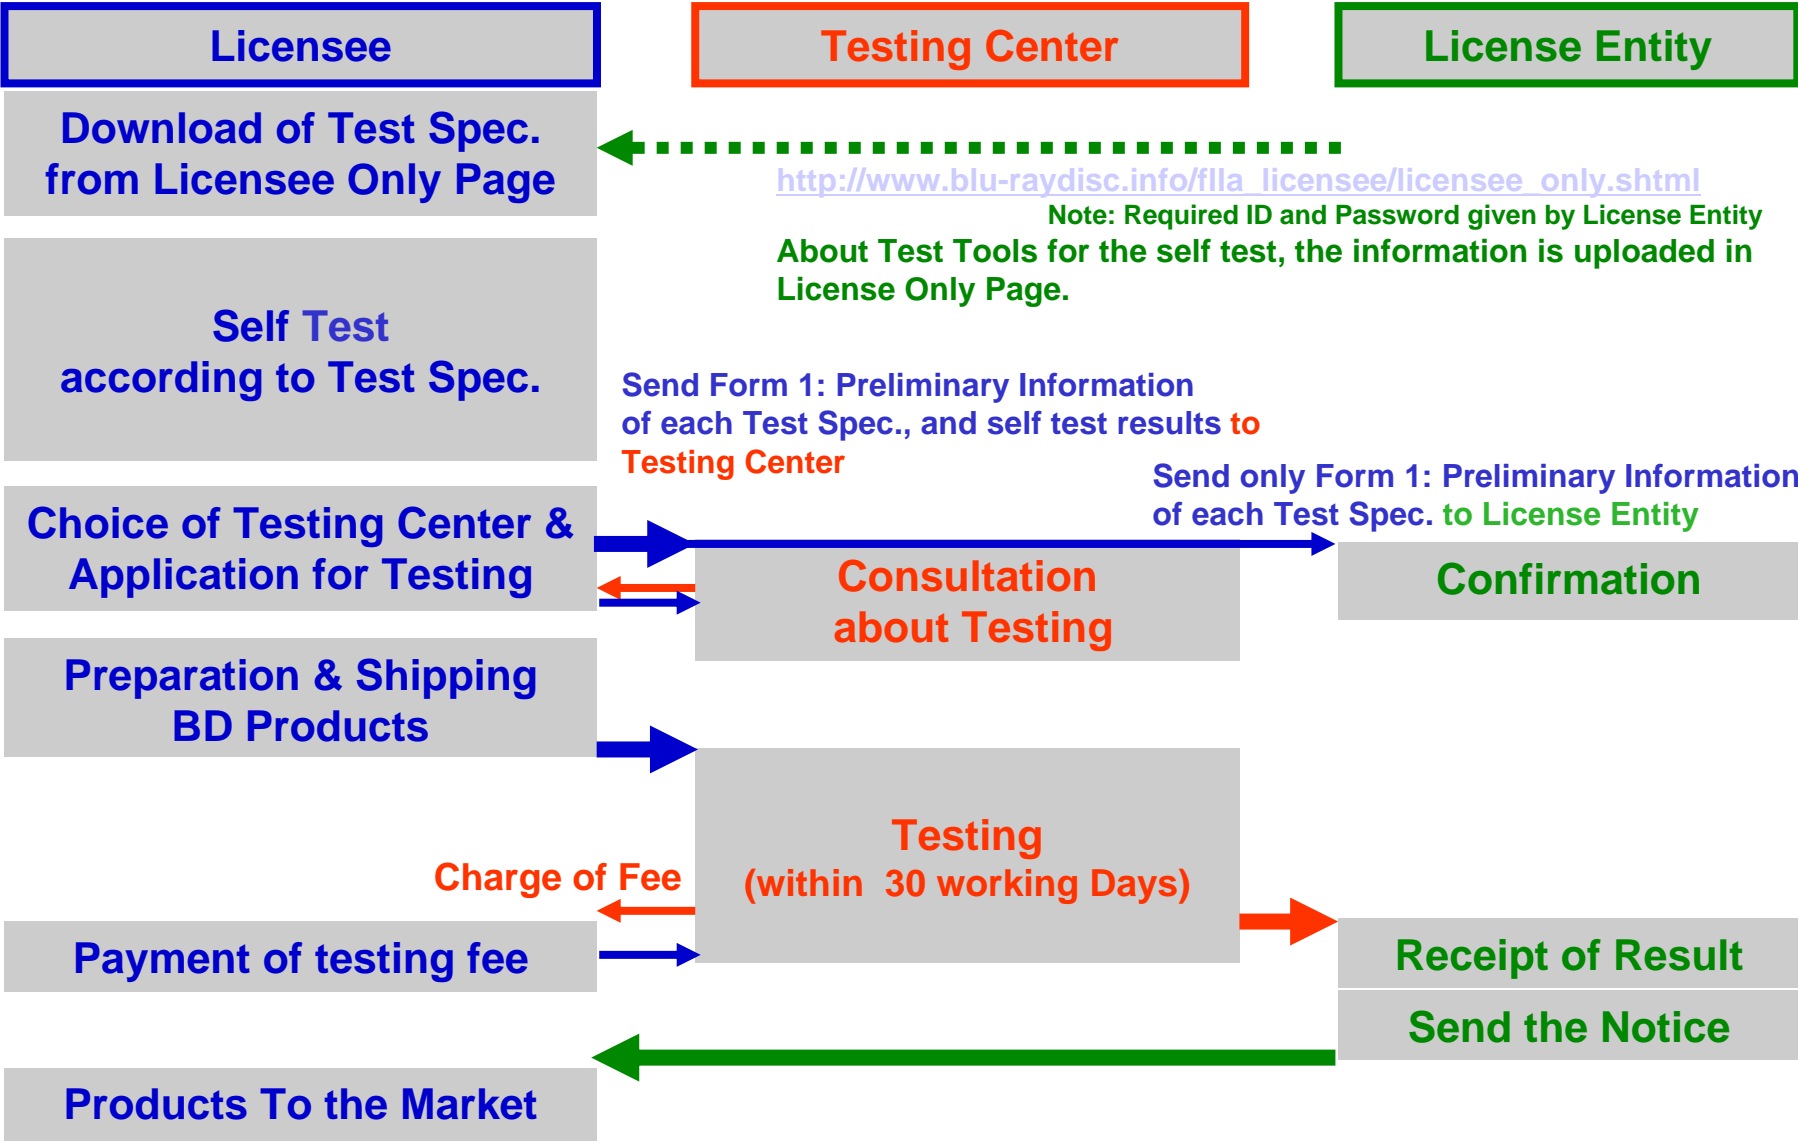 Licensee
Testing Center
License Entity
Download of Test Spec.
from Licensee Only Page
http://www.blu-raydisc.info/flla_licensee/licensee_only.shtml
Note: Required ID and Password given by License Entity
About Test Tools for the self test, the information is uploaded in
License Only Page.
Self Test
according to Test Spec.
Send Form 1: Preliminary Information
of each Test Spec., and self test results to
Testing Center
Send only Form 1: Preliminary Information
of each Test Spec. to License Entity
Choice of Testing Center &
Application for Testing
Consultation
about Testing
Confirmation
Preparation & Shipping
BD Products
Testing
(within 30 working Days)
Charge of Fee
Payment of testing fee
Receipt of Result
Send the Notice
Products To the Market